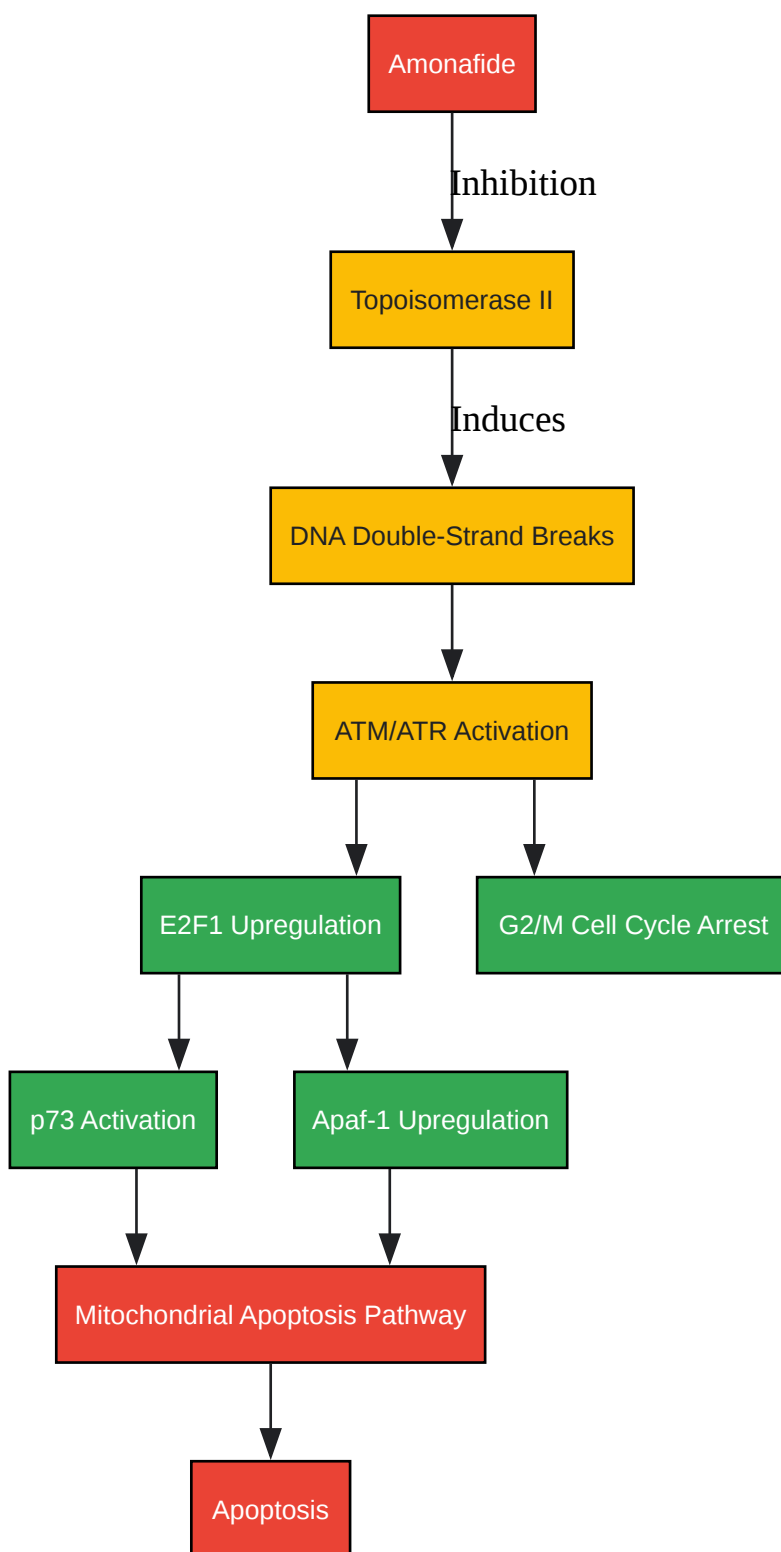 Amonafide
Inhibition
Topoisomerase II
Induces
DNA Double-Strand Breaks
ATM/ATR Activation
E2F1 Upregulation
G2/M Cell Cycle Arrest
p73 Activation
Apaf-1 Upregulation
Mitochondrial Apoptosis Pathway
Apoptosis